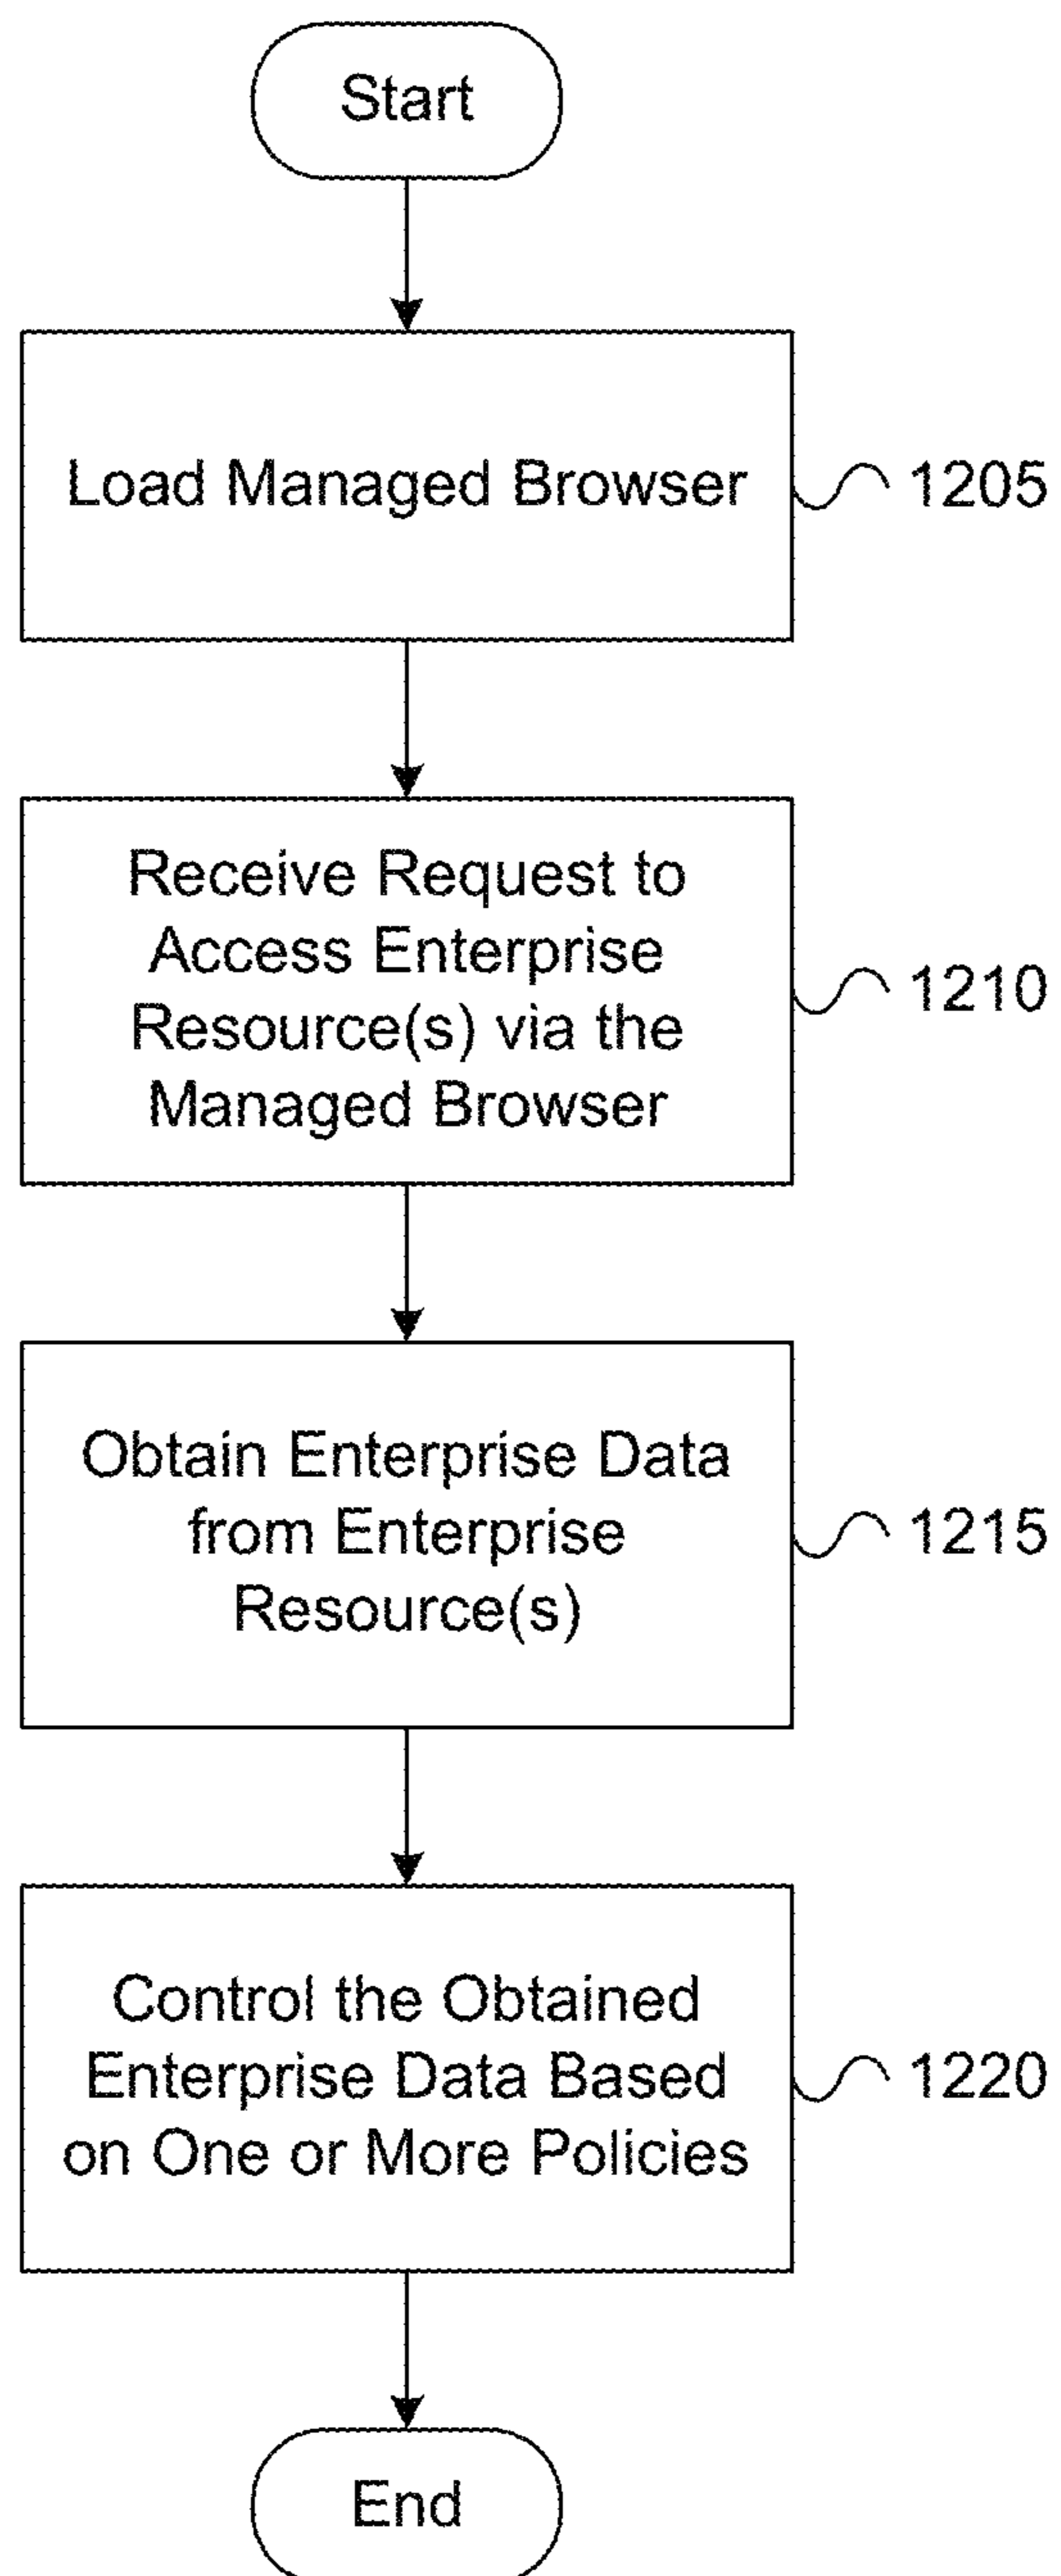 Start
Load Managed Browser
1205
Receive Request to
Access Enterprise
Resource(s) via the
Managed Browser
1210
Obtain Enterprise Data
from Enterprise
Resource(s)
1215
Control the Obtained
Enterprise Data Based
on One or More Policies
1220
End